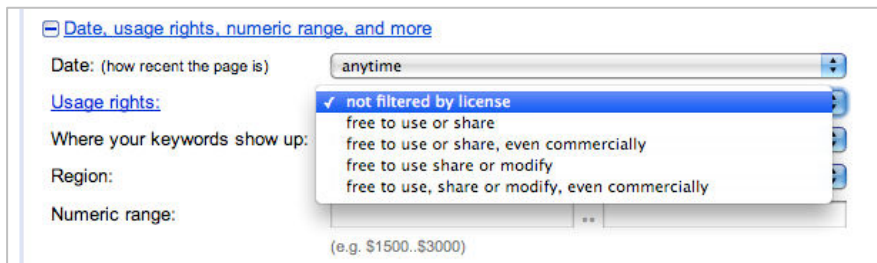 Date, usage rights, numeric range, and more
Date: (how recent the page is) anytime
Usage rights: ✓ not filtered by license
free to use or share
Where your keywords show up: free to use or share, even commercially
free to use share or modify
Region: free to use, share or modify, even commercially
Numeric range: ..
(e.g. $1500..$3000)